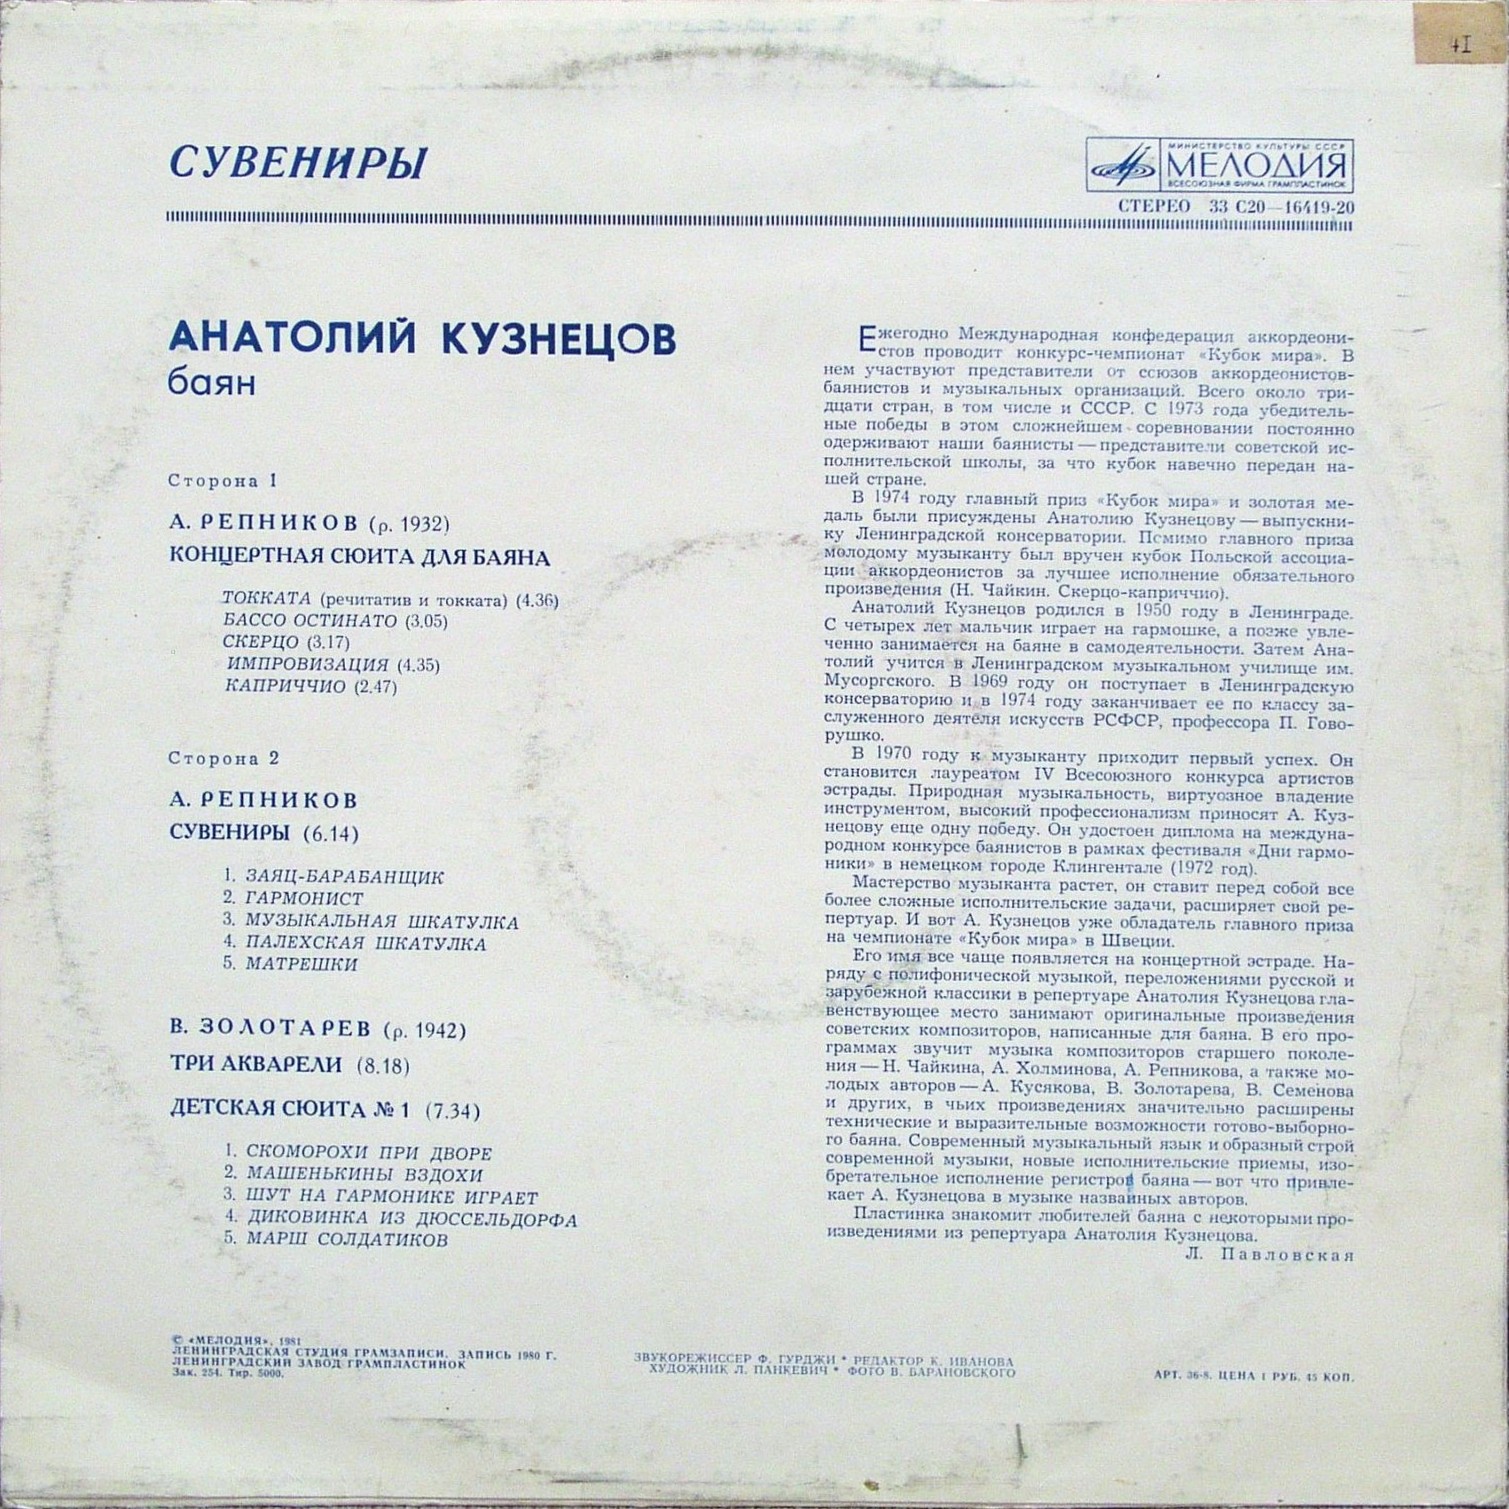 41
СУВЕНИРЫ
МИНИСТЕРСТВО КУЛЬТУРЫ СССР
МЕЛОДИЯ
ВСЕСОЮЗНАЯ ФИРМА ГРАМПЛАСТИНОК
СТЕРЕО 33 С20—16419-20
АНАТОЛИЙ КУЗНЕЦОВ
баян
Сторона 1
А. РЕПНИКОВ (р. 1932)
КОНЦЕРТНАЯ СЮИТА ДЛЯ БАЯНА
ТОККАТА (речитатив и токката) (4.36)
БАССО ОСТИНАТО (3.05)
СКЕРЦО (3.17)
ИМПРОВИЗАЦИЯ (4.35)
КАПРИЧЧИО (2.47)
Сторона 2
А. РЕПНИКОВ
СУВЕНИРЫ (6.14)
1. ЗАЯЦ-БАРАБАНЩИК
2. ГАРМОНИСТ
3. МУЗЫКАЛЬНАЯ ШКАТУЛКА
4. ПАЛЕХСКАЯ ШКАТУЛКА
5. МАТРЕШКИ
В. ЗОЛОТАРЕВ (р. 1942)
ТРИ АКВАРЕЛИ (8.18)
ДЕТСКАЯ СЮИТА № 1 (7.34)
1. СКОМОРОХИ ПРИ ДВОРЕ
2. МАШЕНЬКИНЫ ВЗДОХИ
3. ШУТ НА ГАРМОНИКЕ ИГРАЕТ
4. ДИКОВИНКА ИЗ ДЮССЕЛЬДОРФА
5. МАРШ СОЛДАТИКОВ
Ежегодно Международная конфедерация аккордеони-
стов проводит конкурс-чемпионат «Кубок мира». В
нем участвуют представители от союзов аккордеонистов-
баянистов и музыкальных организаций. Всего около три-
дцати стран, в том числе и СССР. С 1973 года убедитель-
ные победы в этом сложнейшем соревновании постоянно
одерживают наши баянисты — представители советской ис-
полнительской школы, за что кубок навечно передан на-
шей стране.
В 1974 году главный приз «Кубок мира» и золотая ме-
даль были присуждены Анатолию Кузнецову — выпускни-
ку Ленинградской консерватории. Помимо главного приза
молодому музыканту был вручен кубок Польской ассоциа-
ции аккордеонистов за лучшее исполнение обязательного
произведения (Н. Чайкин. Скерцо-каприччио).
Анатолий Кузнецов родился в 1950 году в Ленинграде.
С четырех лет мальчик играет на гармошке, а позже увле-
ченно занимается на баяне в самодеятельности. Затем Ана-
толий учится в Ленинградском музыкальном училище им.
Мусоргского. В 1969 году он поступает в Ленинградскую
консерваторию и в 1974 году заканчивает ее по классу за-
служенного деятеля искусств РСФСР, профессора П. Гово-
рушко.
В 1970 году к музыканту приходит первый успех. Он
становится лауреатом IV Всесоюзного конкурса артистов
эстрады. Природная музыкальность, виртуозное владение
инструментом, высокий профессионализм приносят А. Куз-
нецову еще одну победу. Он удостоен диплома на междуна-
родном конкурсе баянистов в рамках фестиваля «Дни гармо-
ники» в немецком городе Клингентале (1972 год).
Мастерство музыканта растет, он ставит перед собой все
более сложные исполнительские задачи, расширяет свой ре-
пертуар. И вот А. Кузнецов уже обладатель главного приза
на чемпионате «Кубок мира» в Швеции.
Его имя все чаще появляется на концертной эстраде. На-
ряду с полифонической музыкой, переложениями русской и
зарубежной классики в репертуаре Анатолия Кузнецова гла-
венствующее место занимают оригинальные произведения
советских композиторов, написанные для баяна. В его про-
граммах звучит музыка композиторов старшего поколе-
ния — Н. Чайкина, А. Холминова, А. Репникова, а также мо-
лодых авторов — А. Кусякова, В. Золотарева, В. Семенова
и других, в чьих произведениях значительно расширены
технические и выразительные возможности готово-выборно-
го баяна. Современный музыкальный язык и образный строй
современной музыки, новые исполнительские приемы, изо-
бретательное исполнение регистров баяна — вот что привле-
кает А. Кузнецова в музыке названных авторов.
Пластинка знакомит любителей баяна с некоторыми про-
изведениями из репертуара Анатолия Кузнецова.
Л. Павловская
© «МЕЛОДИЯ», 1981
ЛЕНИНГРАДСКАЯ СТУДИЯ ГРАМЗАПИСИ. ЗАПИСЬ 1980 Г.
ЛЕНИНГРАДСКИЙ ЗАВОД ГРАМПЛАСТИНОК
Зак. 254. Тир. 5000.
ЗВУКОРЕЖИССЕР Ф. ГУРДЖИ * РЕДАКТОР К. ИВАНОВА
ХУДОЖНИК Л. ПАНКЕВИЧ * ФОТО В. БАРАНОВСКОГО
АРТ. 36-8. ЦЕНА 1 РУБ. 45 КОП.